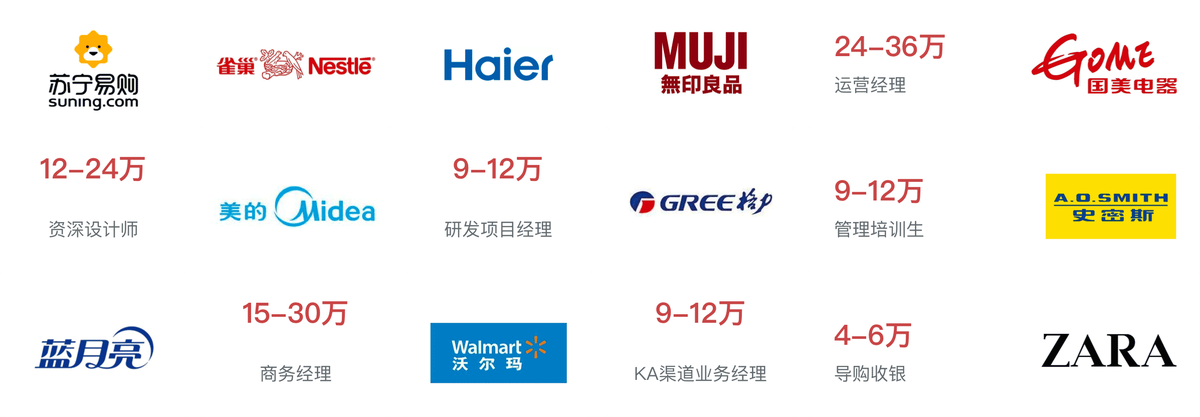 苏宁易购
suning.com
雀巢® Nestlé®
Haier
MUJI
無印良品
24-36万
运营经理
GOME
国美电器
12-24万
资深设计师
美的 Midea
9-12万
研发项目经理
GREE格力
9-12万
管理培训生
A.O.SMITH
史密斯
蓝月亮
15-30万
商务经理
Walmart
沃尔玛
9-12万
KA渠道业务经理
4-6万
导购收银
ZARA